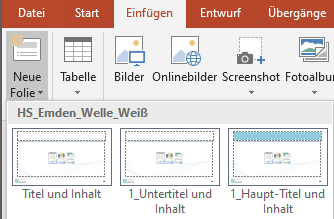 Datei Start Einfügen Entwurf Übergänge
Neue Folie Tabelle Bilder Onlinebilder Screenshot
HS_Emden_Welle_Weiß
Titel und Inhalt 1_Untertitel und Inhalt 1_Haupt-Titel und Inhalt